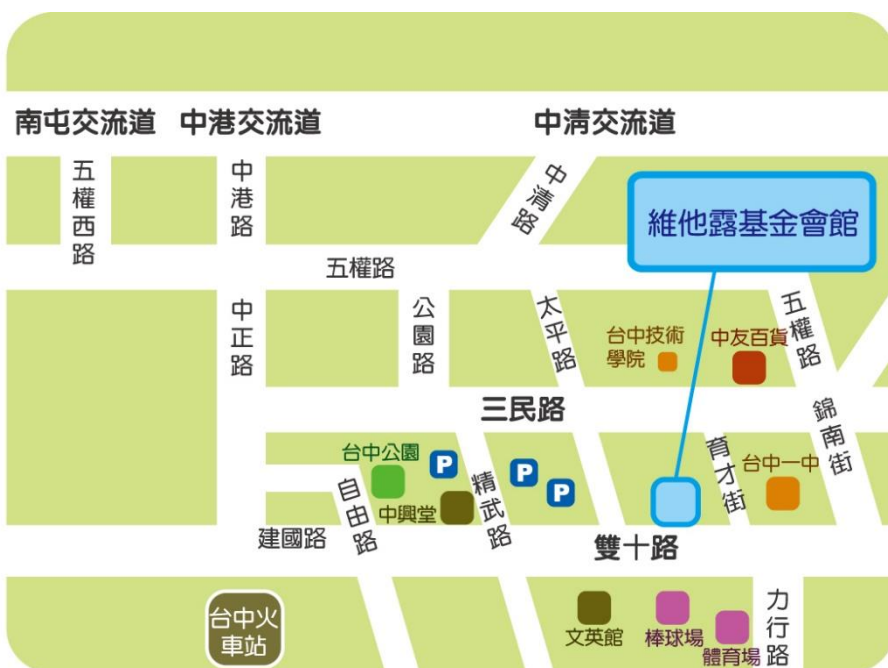 南屯交流道
中港交流道
中清交流道
五權西路
中港路
中清路
維他露基金會館
五權路
中正路
公園路
太平路
台中技術
學院
中友百貨
五權路
三民路
錦南街
台中公園
P
P
P
精武路
育才街
台中一中
自由路
中興堂
建國路
雙十路
台中火
車站
文英館
棒球場
體育場
力行路